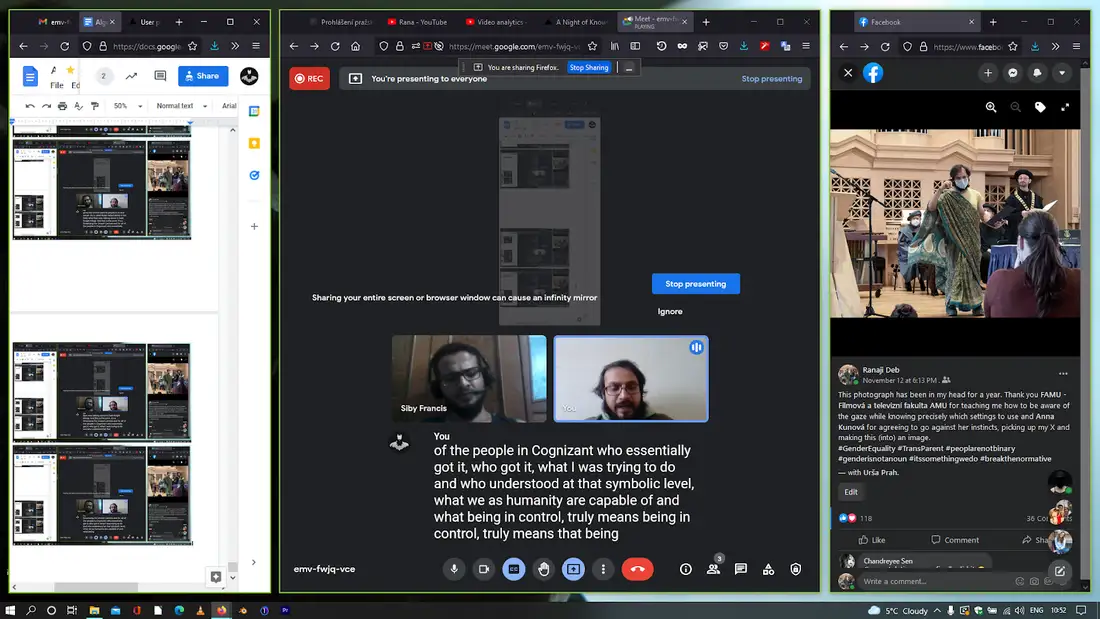 emv-
Alg
User p
https://docs.google.
A
File
Ed
2
Share
50%
Normal text
Arial
Prohlášení pražsk
Rana - YouTube
Video analytics -
A Night of Know
Meet - emv-fw
PLAYING
https://meet.google.com/emv-fwjq-vc
You are sharing Firefox.
Stop Sharing
REC
You're presenting to everyone
Stop presenting
Sharing your entire screen or browser window can cause an infinity mirror
Stop presenting
Ignore
Siby Francis
You
You
of the people in Cognizant who essentially
got it, who got it, what I was trying to do
and who understood at that symbolic level,
what we as humanity are capable of and
what being in control, truly means being in
control, truly means that being
emv-fwjq-vce
3
Facebook
https://www.facebo
Ranaji Deb
November 12 at 6:13 PM
This photograph has been in my head for a year. Thank you FAMU -
Filmová a televizní fakulta AMU for teaching me how to be aware of
the gaze while knowing precisely which settings to use and Anna
Kunová for agreeing to go against her instincts, picking up my X and
making this (into) an image.
#GenderEquality #TransParent #peoplarenotbinary
#genderisnotanoun #itssomethingwedo #breakthenormative
— with Urša Prah.
Edit
118
36 Co
Like
Comment
Sha
Chandreyee Sen
Write a comment...
5°C Cloudy
ENG
10:52